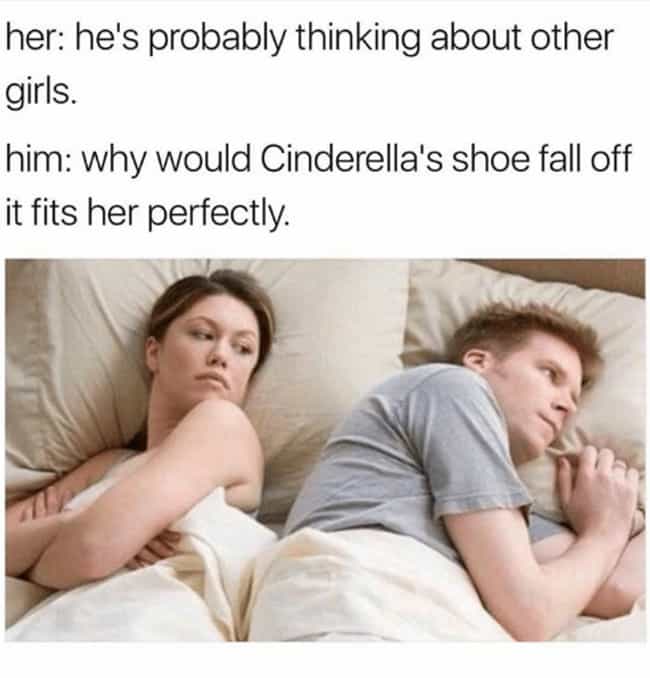 her: he's probably thinking about other
girls.
him: why would Cinderella's shoe fall off
it fits her perfectly.